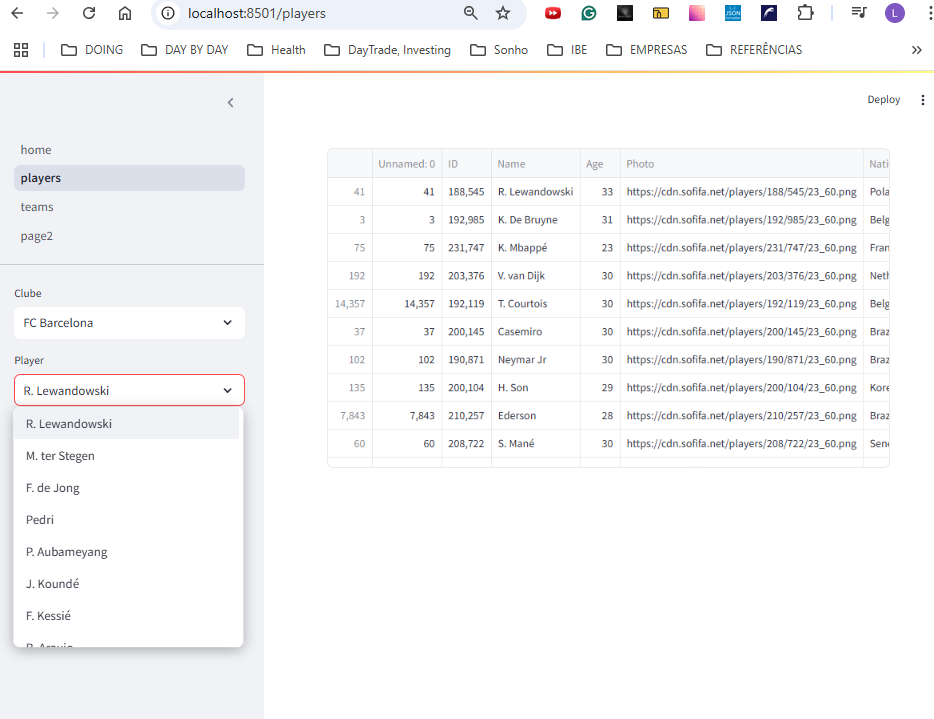 localhost:8501/players
DOING DAY BY DAY Health DayTrade, Investing Sonho IBE EMPRESAS REFERÊNCIAS
Deploy
home
players
teams
page2
Clube
FC Barcelona
Player
R. Lewandowski
R. Lewandowski
M. ter Stegen
F. de Jong
Pedri
P. Aubameyang
J. Koundé
F. Kessié
Unnamed: 0 ID Name Age Photo Nati
41 41 188,545 R. Lewandowski 33 https://cdn.sofifa.net/players/188/545/23_60.png Pola
3 3 192,985 K. De Bruyne 31 https://cdn.sofifa.net/players/192/985/23_60.png Belg
75 75 231,747 K. Mbappé 23 https://cdn.sofifa.net/players/231/747/23_60.png Fran
192 192 203,376 V. van Dijk 30 https://cdn.sofifa.net/players/203/376/23_60.png Neth
14,357 14,357 192,119 T. Courtois 30 https://cdn.sofifa.net/players/192/119/23_60.png Belg
37 37 200,145 Casemiro 30 https://cdn.sofifa.net/players/200/145/23_60.png Braz
102 102 190,871 Neymar Jr 30 https://cdn.sofifa.net/players/190/871/23_60.png Braz
135 135 200,104 H. Son 29 https://cdn.sofifa.net/players/200/104/23_60.png Kore
7,843 7,843 210,257 Ederson 28 https://cdn.sofifa.net/players/210/257/23_60.png Braz
60 60 208,722 S. Mané 30 https://cdn.sofifa.net/players/208/722/23_60.png Sene